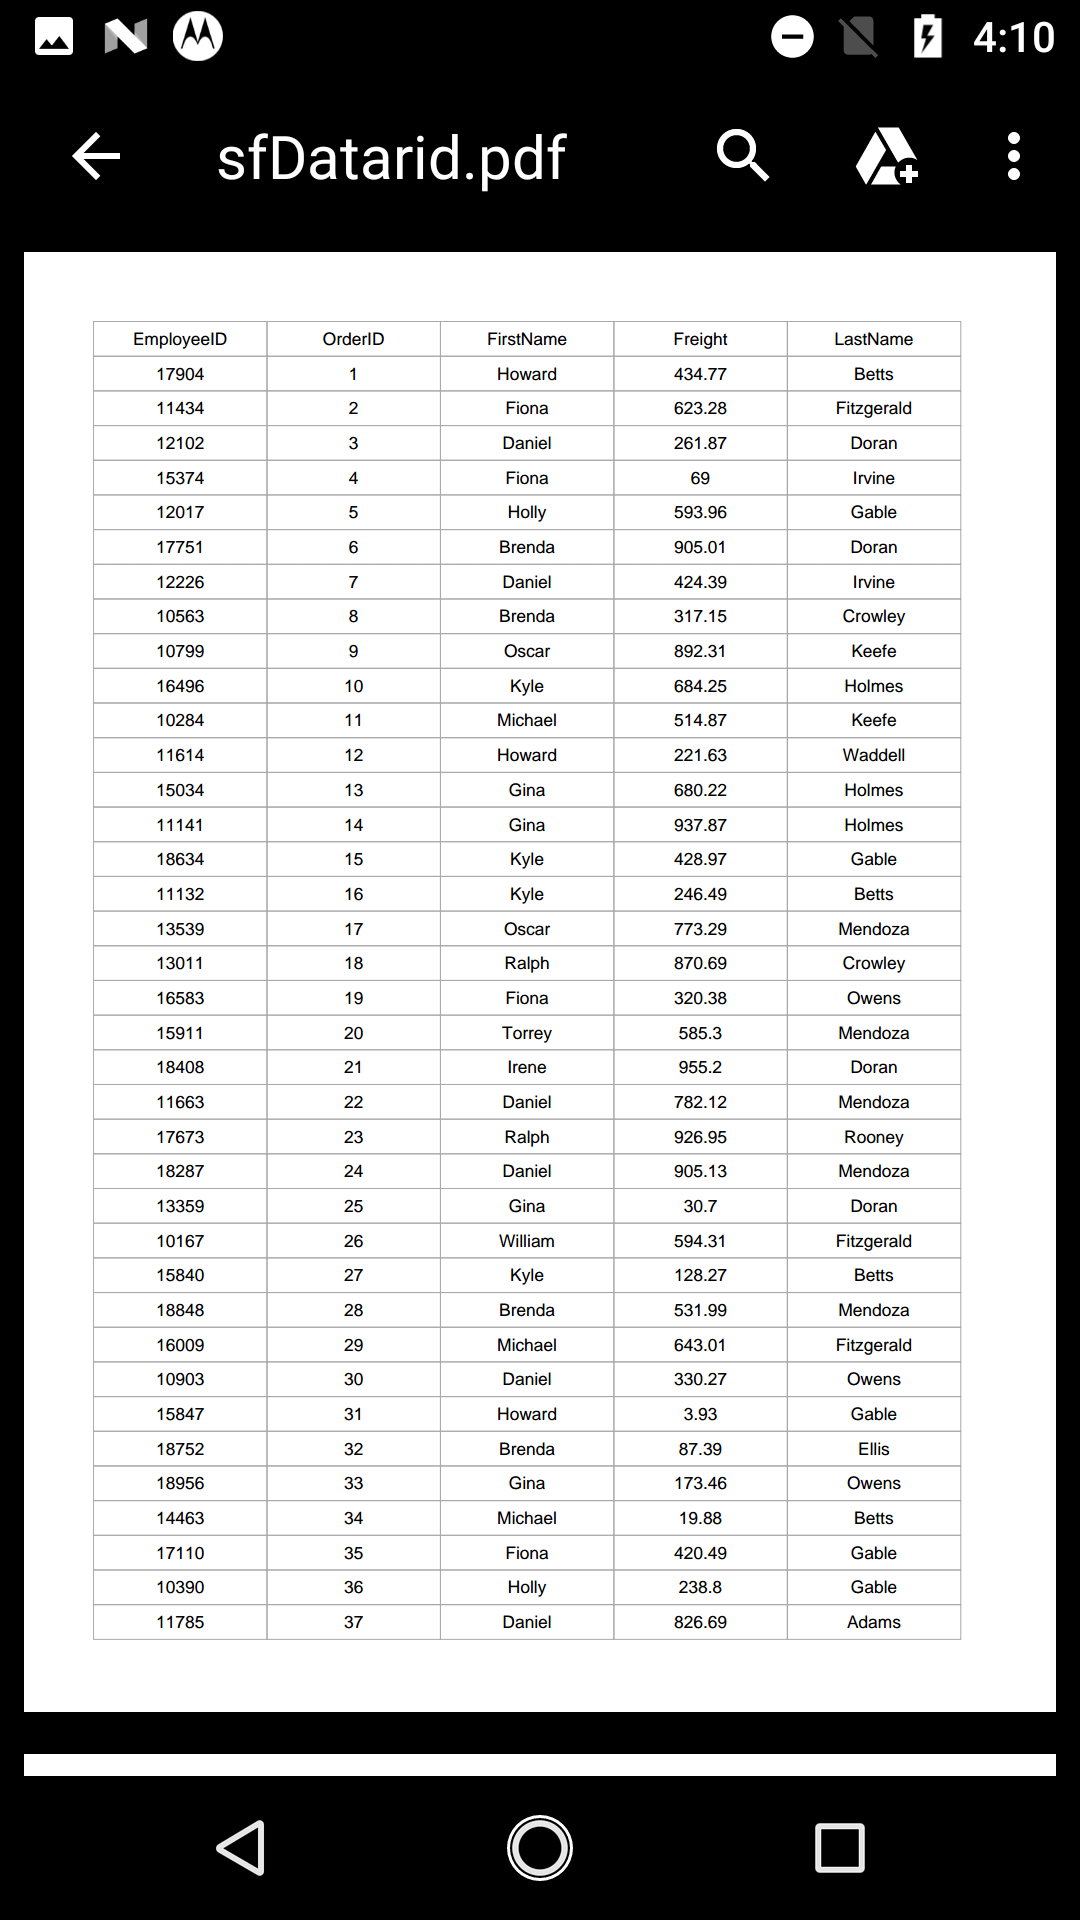 4:10
sfDatarid.pdf
EmployeeID OrderID FirstName Freight LastName
17904 1 Howard 434.77 Betts
11434 2 Fiona 623.28 Fitzgerald
12102 3 Daniel 261.87 Doran
15374 4 Fiona 69 Irvine
12017 5 Holly 593.96 Gable
17751 6 Brenda 905.01 Doran
12226 7 Daniel 424.39 Irvine
10563 8 Brenda 317.15 Crowley
10799 9 Oscar 892.31 Keefe
16496 10 Kyle 684.25 Holmes
10284 11 Michael 514.87 Keefe
11614 12 Howard 221.63 Waddell
15034 13 Gina 680.22 Holmes
11141 14 Gina 937.87 Holmes
18634 15 Kyle 428.97 Gable
11132 16 Kyle 246.49 Betts
13539 17 Oscar 773.29 Mendoza
13011 18 Ralph 870.69 Crowley
16583 19 Fiona 320.38 Owens
15911 20 Torrey 585.3 Mendoza
18408 21 Irene 955.2 Doran
11663 22 Daniel 782.12 Mendoza
17673 23 Ralph 926.95 Rooney
18287 24 Daniel 905.13 Mendoza
13359 25 Gina 30.7 Doran
10167 26 William 594.31 Fitzgerald
15840 27 Kyle 128.27 Betts
18848 28 Brenda 531.99 Mendoza
16009 29 Michael 643.01 Fitzgerald
10903 30 Daniel 330.27 Owens
15847 31 Howard 3.93 Gable
18752 32 Brenda 87.39 Ellis
18956 33 Gina 173.46 Owens
14463 34 Michael 19.88 Betts
17110 35 Fiona 420.49 Gable
10390 36 Holly 238.8 Gable
11785 37 Daniel 826.69 Adams